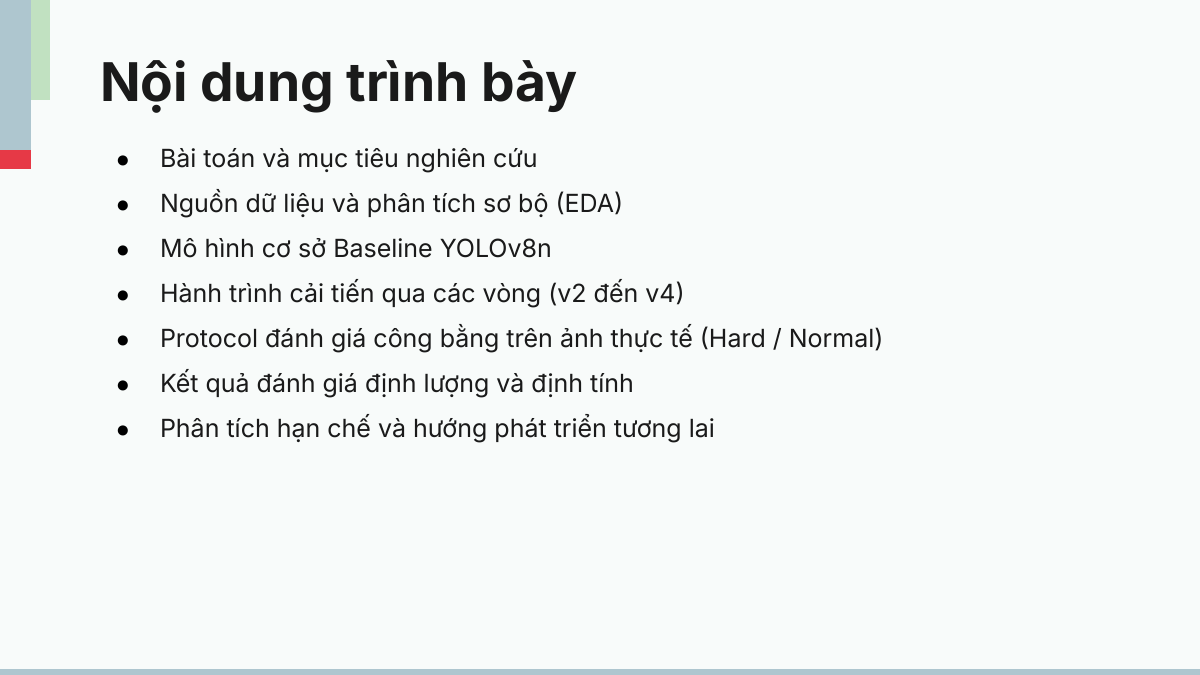 Nội dung trình bày
● Bài toán và mục tiêu nghiên cứu
● Nguồn dữ liệu và phân tích sơ bộ (EDA)
● Mô hình cơ sở Baseline YOLOv8n
● Hành trình cải tiến qua các vòng (v2 đến v4)
● Protocol đánh giá công bằng trên ảnh thực tế (Hard / Normal)
● Kết quả đánh giá định lượng và định tính
● Phân tích hạn chế và hướng phát triển tương lai